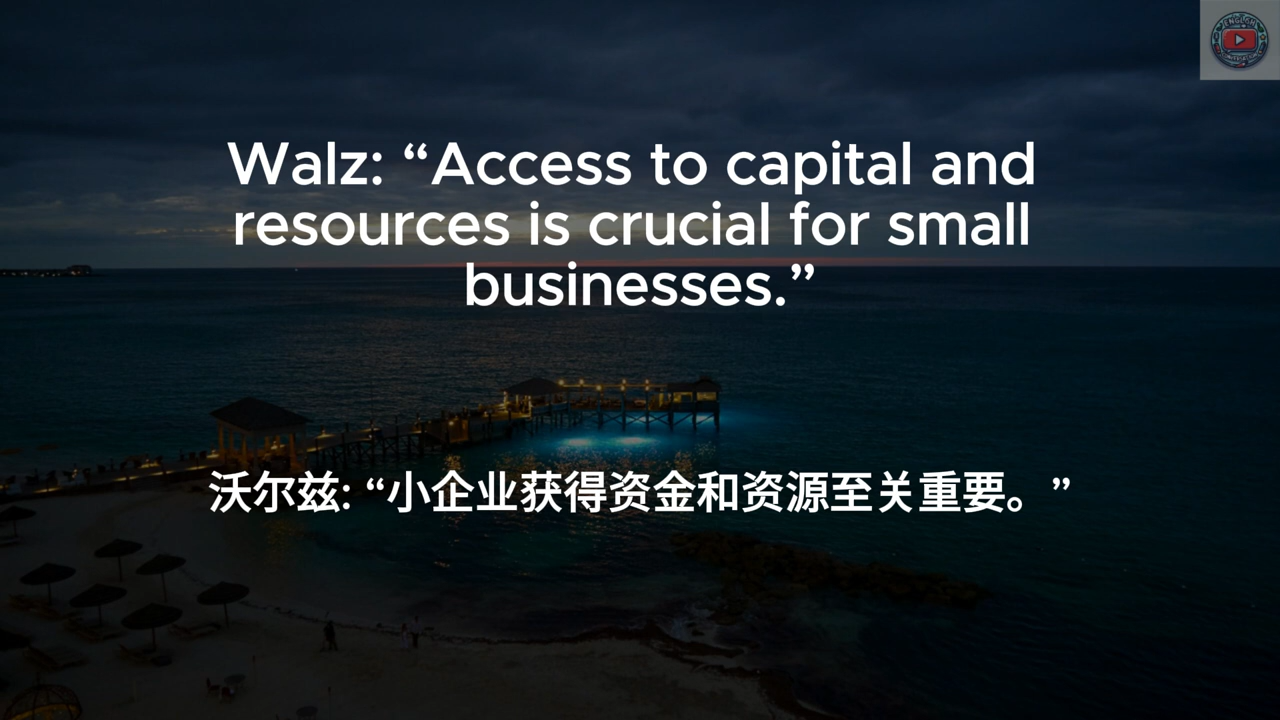 Walz: “Access to capital and
resources is crucial for small
businesses.”
沃尔兹: “小企业获得资金和资源至关重要。”
ENGLISH